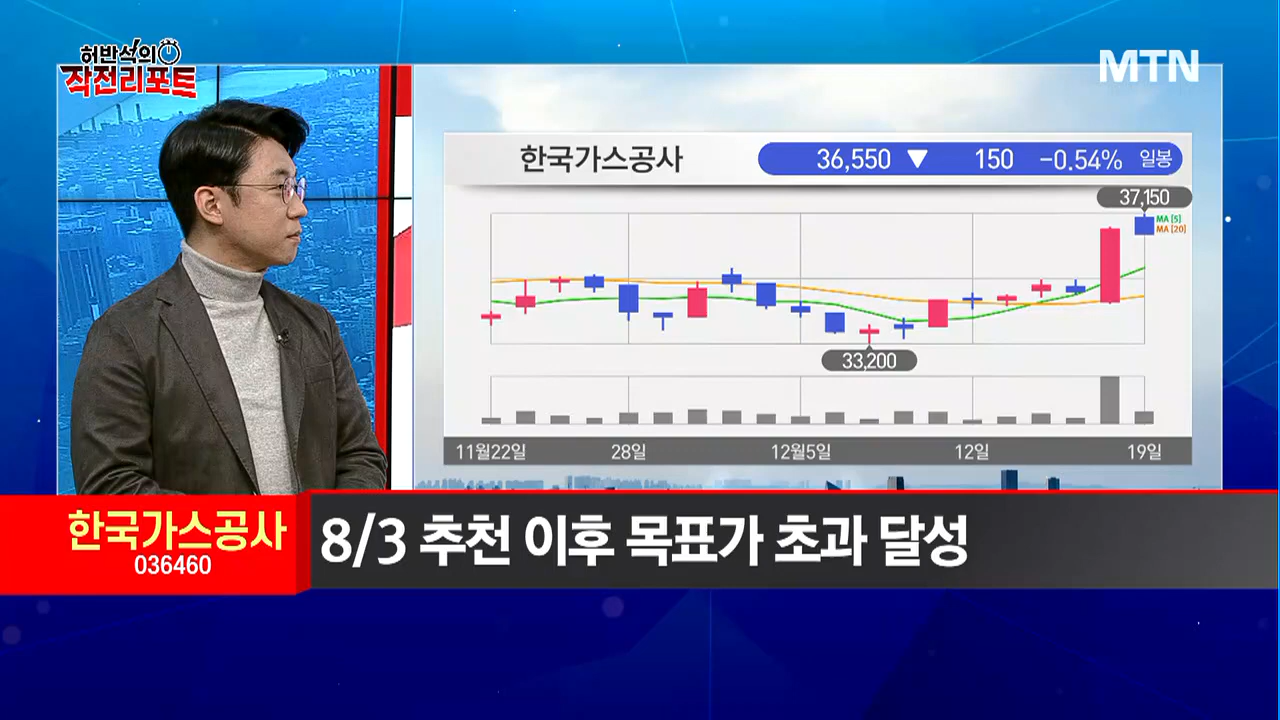 허반석의
작전리포트
MTN
한국가스공사
36,550 ▼ 150 -0.54% 일봉
37,150
MA [5]
MA [20]
33,200
11월22일 28일 12월5일 12일 19일
한국가스공사
036460
8/3 추천 이후 목표가 초과 달성